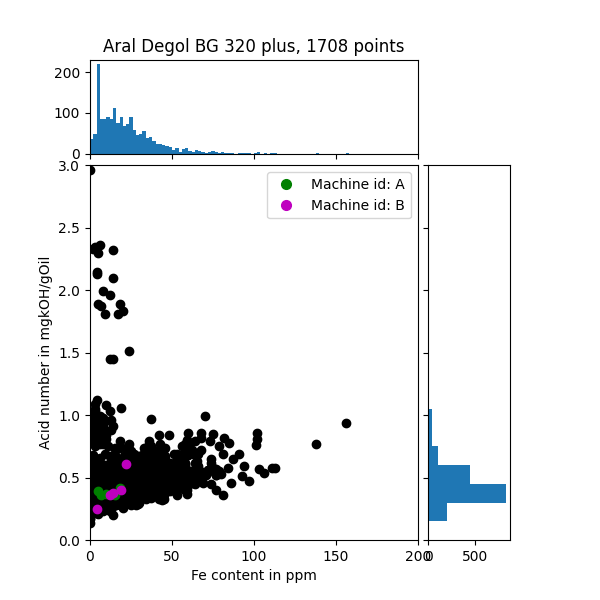 Aral Degol BG 320 plus, 1708 points
200
100
0
3.0
2.5
2.0
1.5
1.0
0.5
0.0
Acid number in mgkOH/gOil
Machine id: A
Machine id: B
0 50 100 150 200
0 500
Fe content in ppm